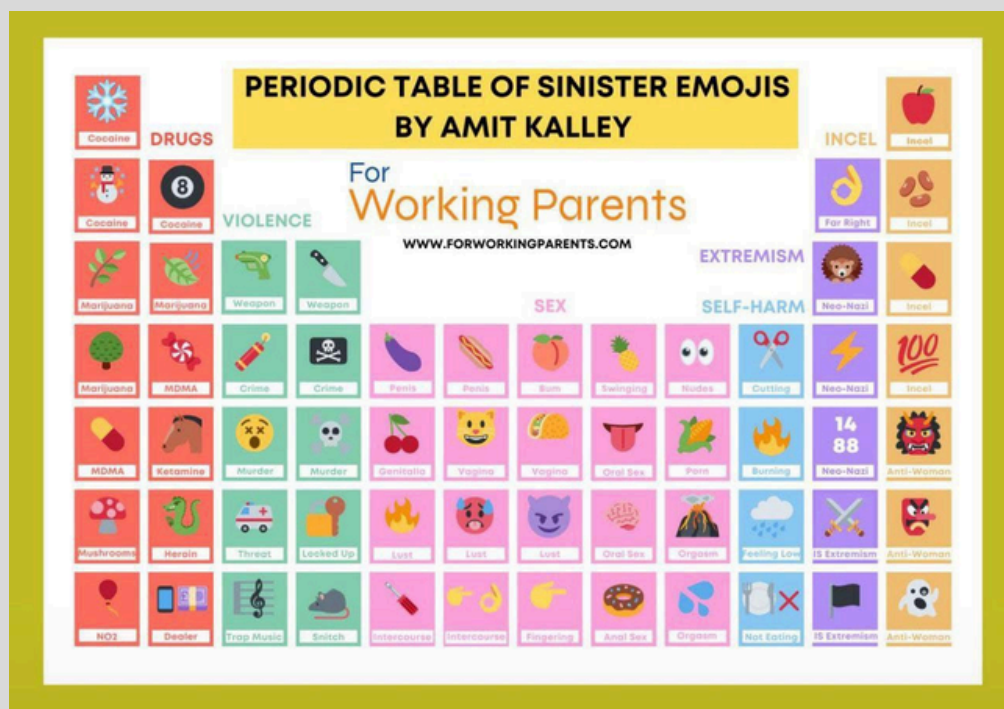 PERIODIC TABLE OF SINISTER EMOJIS
BY AMIT KALLEY
Cocaine
DRUGS
INCEL
Incel
For
Working Parents
WWW.FORWORKINGPARENTS.COM
8
Cocaine
Cocaine
VIOLENCE
Far Right
Incel
EXTREMISM
Marijuana
Marijuana
Weapon
Weapon
SEX
SELF-HARM
Neo-Nazi
Incel
100
Marijuana
MDMA
Crime
Crime
Penis
Penis
Bum
Swinging
Nudes
Cutting
Neo-Nazi
Incel
14
88
MDMA
Ketamine
Murder
Murder
Genitalia
Vagina
Vagina
Oral Sex
Porn
Burning
Neo-Nazi
Anti-Woman
Mushrooms
Heroin
Threat
Locked Up
Lust
Lust
Lust
Oral Sex
Orgasm
Feeling Low
IS Extremism
Anti-Woman
NO2
Dealer
Trap Music
Snitch
Intercourse
Intercourse
Fingering
Anal Sex
Orgasm
Not Eating
IS Extremism
Anti-Woman